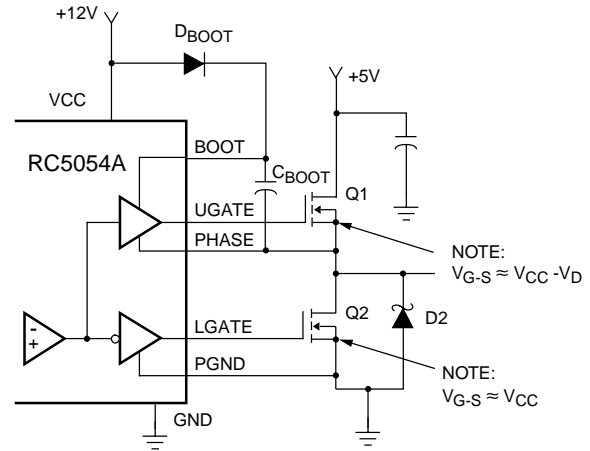 +12V
DBOOT
+5V
VCC
BOOT
RC5054A
CBOOT
Q1
UGATE
PHASE
NOTE:
VG-S ≈ VCC -VD
Q2
D2
LGATE
-
+
PGND
NOTE:
VG-S ≈ VCC
GND